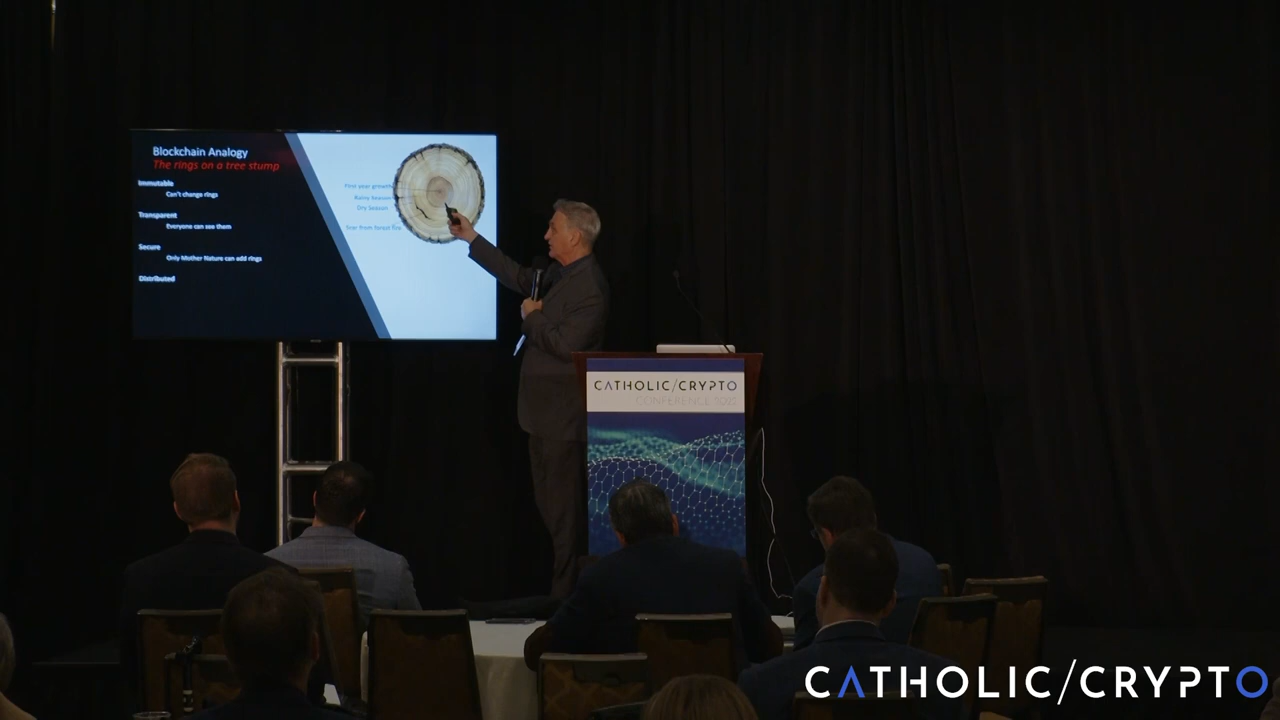 Blockchain Analogy
The rings on a tree stump
Immutable
Can't change rings
Transparent
Everyone can see them
Secure
Only Mother Nature can add rings
Distributed
First year growth
Rainy Season
Dry Season
Scar from forest fire
CATHOLIC/CRYPTO
CONFERENCE 2022
CATHOLIC/CRYPTO